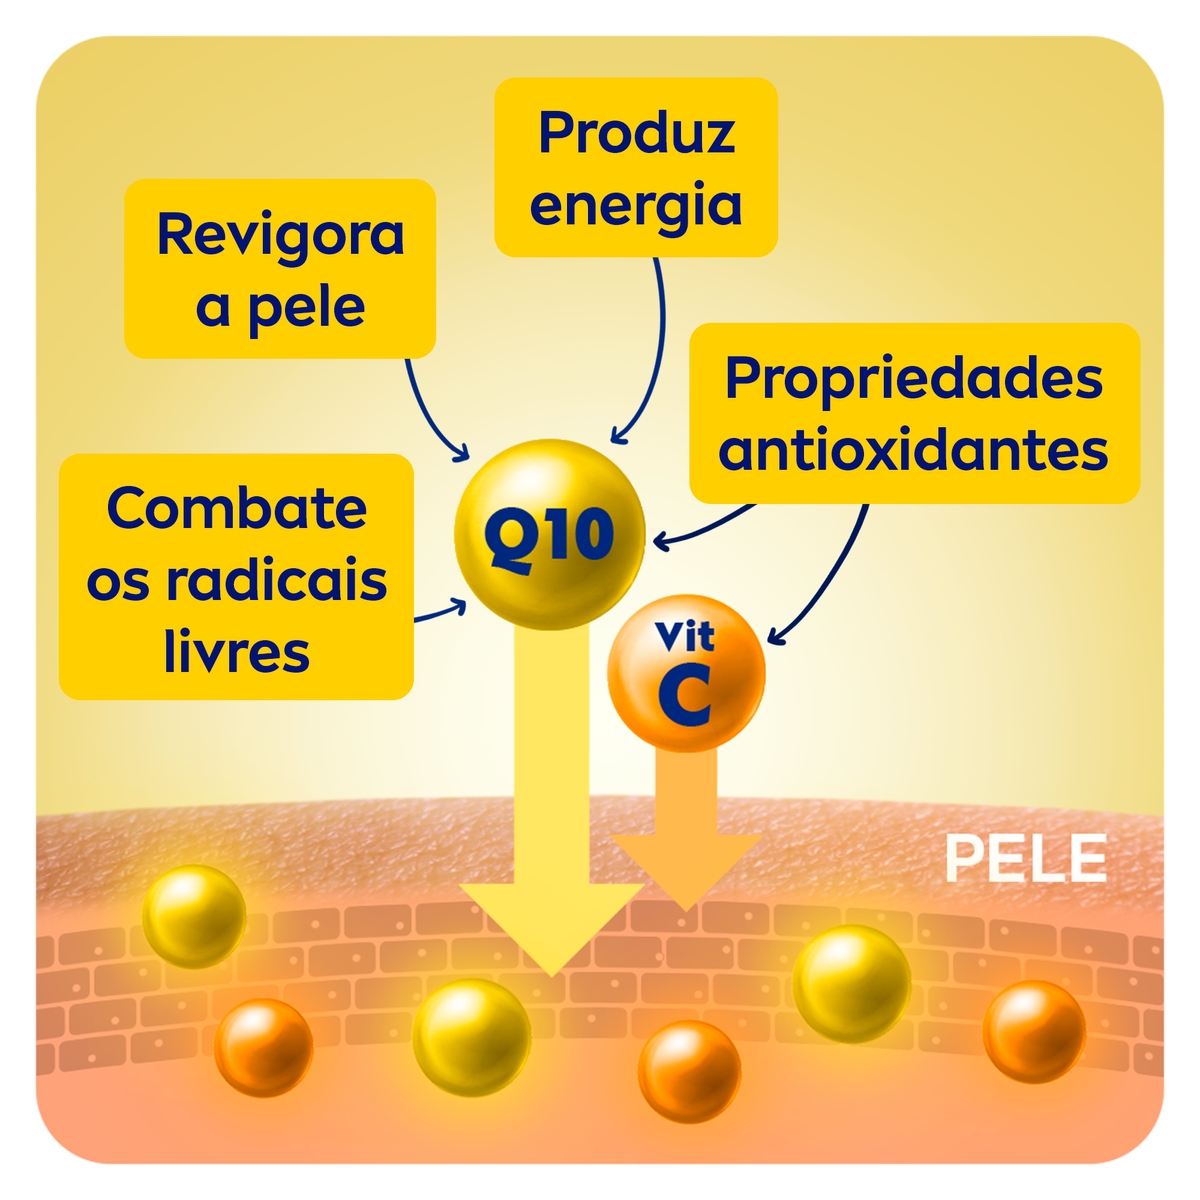 Produz
energia
Revigora
a pele
Propriedades
antioxidantes
Combate
os radicais
livres
Q10
Vit
C
PELE